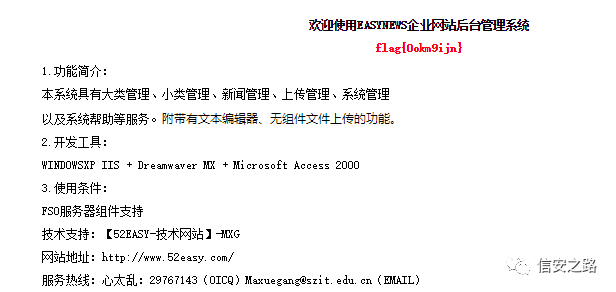 欢迎使用EASYNEWS企业网站后台管理系统
flag{0okm9ijn}
1.功能简介：
本系统具有大类管理、小类管理、新闻管理、上传管理、系统管理
以及系统帮助等服务。附带有文本编辑器、无组件文件上传的功能。
2.开发工具：
WINDOWSXP IIS + Dreamwaver MX + Microsoft Access 2000
3.使用条件：
FSO服务器组件支持
技术支持：【52EASY-技术网站】-MXG
网站地址：http://www.52easy.com/
服务热线：心太乱：29767143（OICQ）Maxuegang@szit.edu.cn（EMAIL）
信安之路